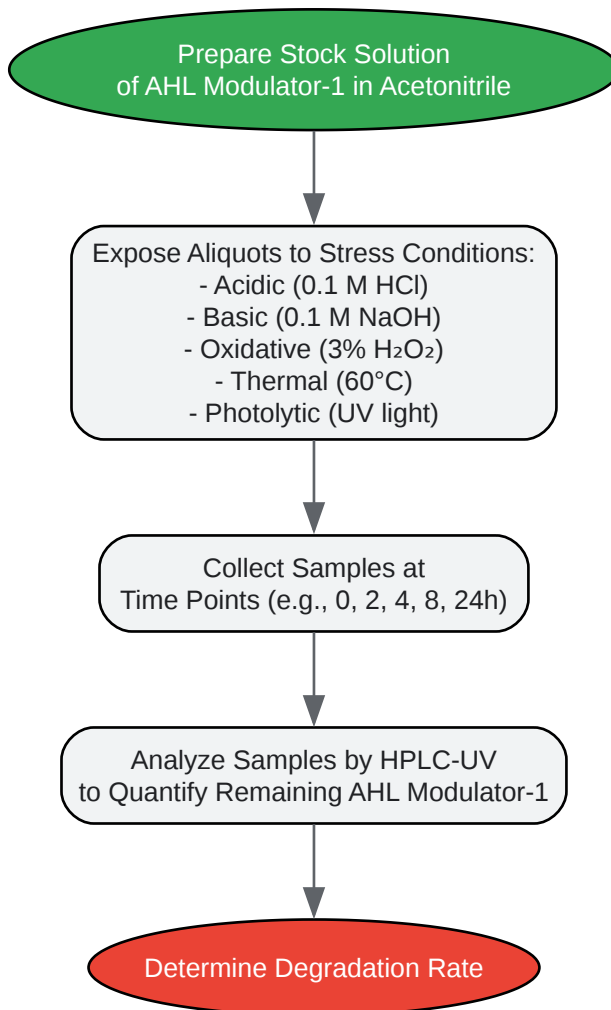 Prepare Stock Solution
of AHL Modulator-1 in Acetonitrile
Expose Aliquots to Stress Conditions:
- Acidic (0.1 M HCl)
- Basic (0.1 M NaOH)
- Oxidative (3% H₂O₂)
- Thermal (60°C)
- Photolytic (UV light)
Collect Samples at
Time Points (e.g., 0, 2, 4, 8, 24h)
Analyze Samples by HPLC-UV
to Quantify Remaining AHL Modulator-1
Determine Degradation Rate